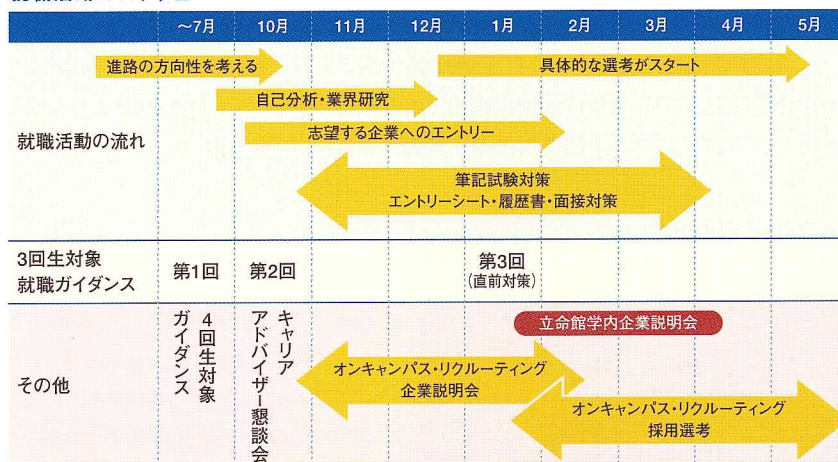 ～7月 10月 11月 12月 1月 2月 3月 4月 5月
就職活動の流れ
進路の方向性を考える
具体的な選考がスタート
自己分析・業界研究
志望する企業へのエントリー
筆記試験対策
エントリーシート・履歴書・面接対策
3回生対象
就職ガイダンス
第1回
第2回
第3回
(直前対策)
その他
4回生対象
ガイダンス
キャリア
アドバイザー懇談会
立命館学内企業説明会
オンキャンパス・リクルーティング
企業説明会
オンキャンパス・リクルーティング
採用選考